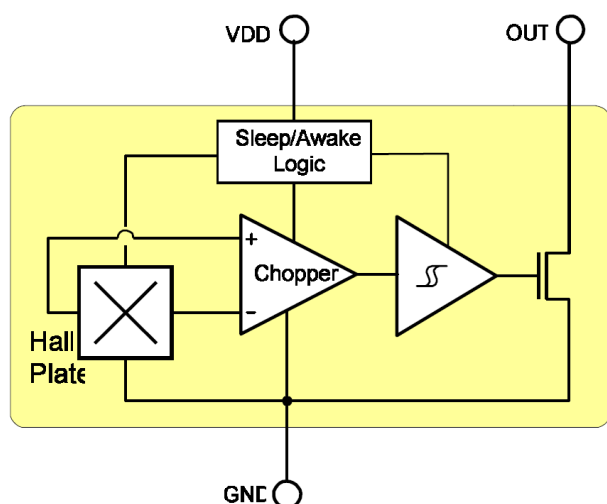 VDD
OUT
Sleep/Awake
Logic
+
Chopper
-
Hall
Plate
GND